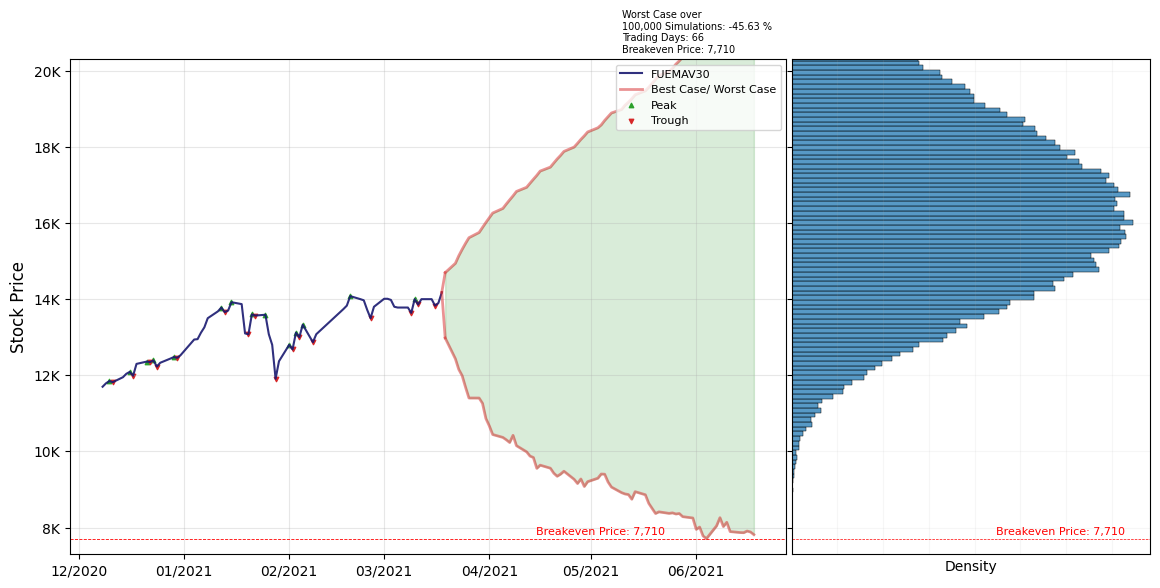 Worst Case over
100,000 Simulations: -45.63 %
Trading Days: 66
Breakeven Price: 7,710
FUEMAV30
Best Case/ Worst Case
Peak
Trough
Stock Price
20K
18K
16K
14K
12K
10K
8K
Breakeven Price: 7,710
Breakeven Price: 7,710
12/2020
01/2021
02/2021
03/2021
04/2021
05/2021
06/2021
Density